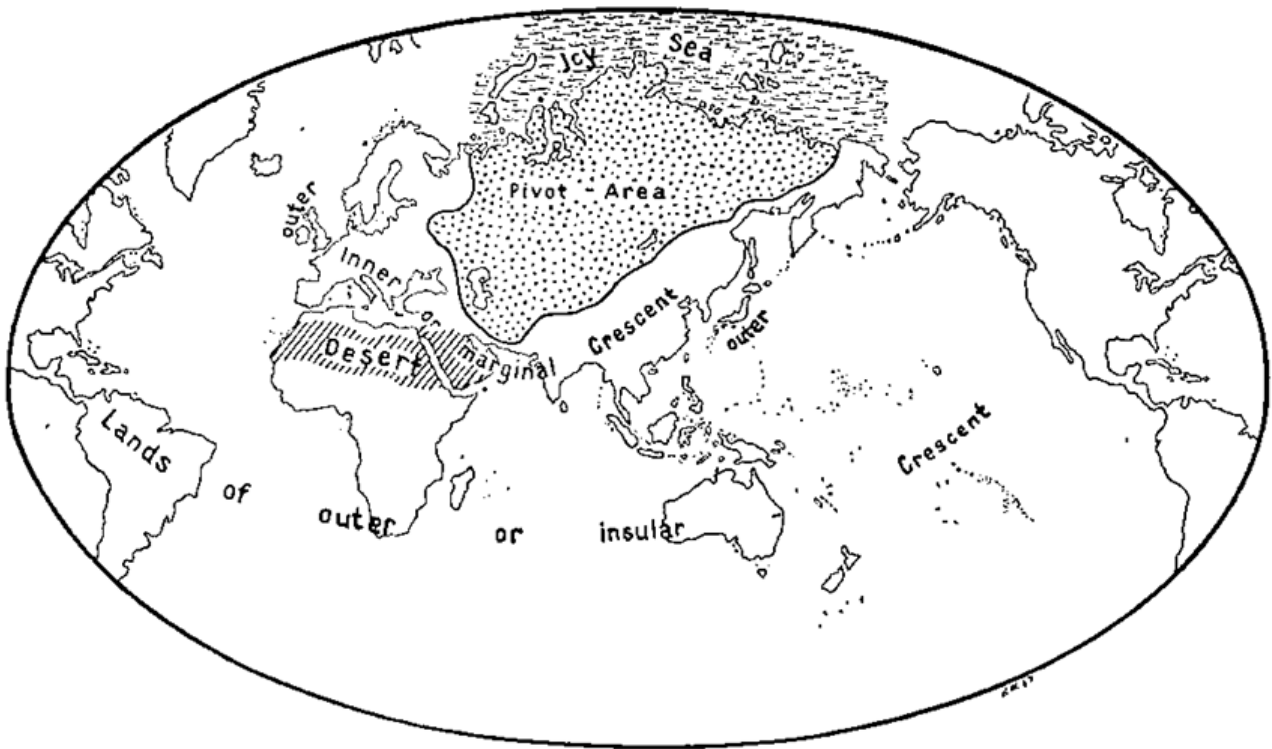 Icy Sea
Pivot - Area
outer
Inner or marginal Crescent
outer
Desert
Lands of outer or insular Crescent